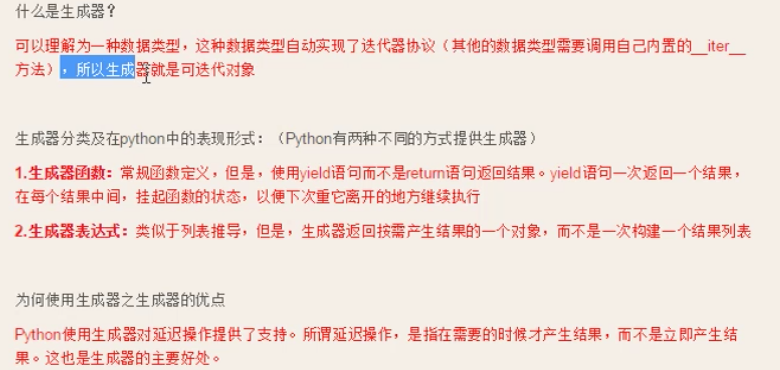 什么是生成器？
可以理解为一种数据类型，这种数据类型自动实现了迭代器协议（其他的数据类型需要调用自己内置的__iter__
方法），所以生成器就是可迭代对象
生成器分类及在python中的表现形式：（Python有两种不同的方式提供生成器）
1.生成器函数：常规函数定义，但是，使用yield语句而不是return语句返回结果。yield语句一次返回一个结果，
在每个结果中间，挂起函数的状态，以便下次重它离开的地方继续执行
2.生成器表达式：类似于列表推导，但是，生成器返回按需产生结果的一个对象，而不是一次构建一个结果列表
为何使用生成器之生成器的优点
Python使用生成器对延迟操作提供了支持。所谓延迟操作，是指在需要的时候才产生结果，而不是立即产生结
果。这也是生成器的主要好处。